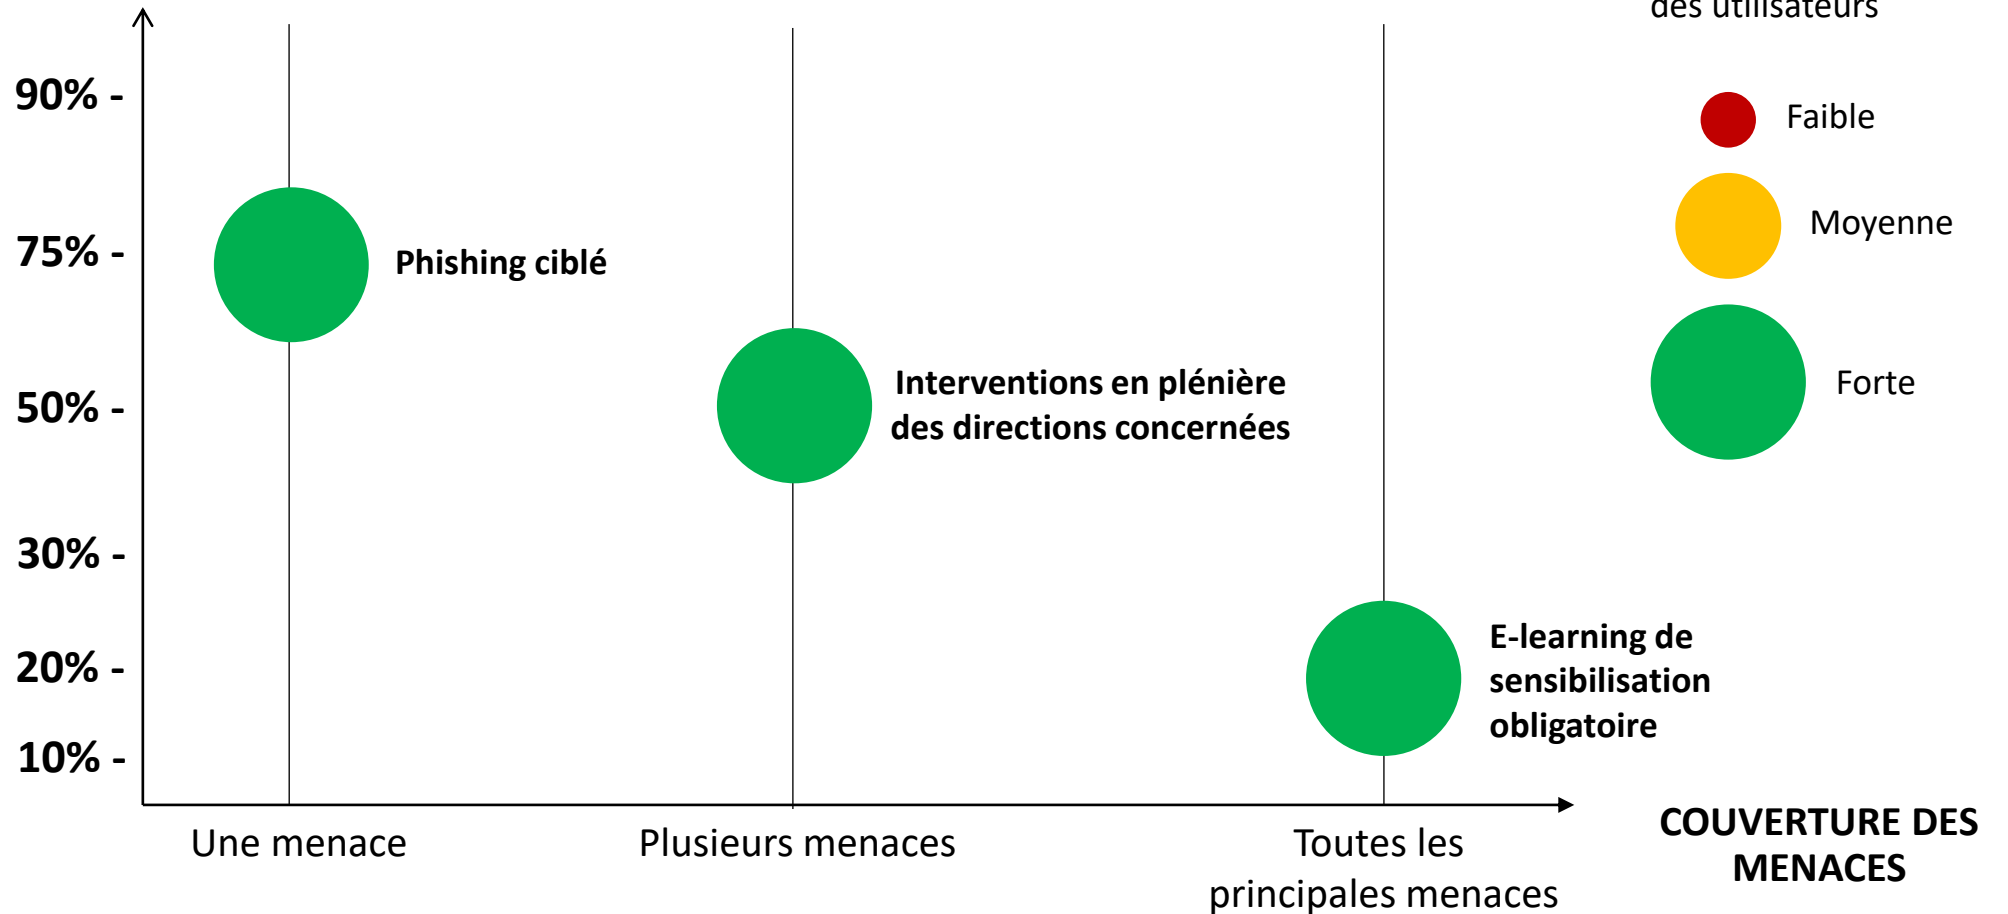 des utilisateurs
90% -
Faible
Moyenne
75% -
Phishing ciblé
Forte
50% -
Interventions en plénière
des directions concernées
30% -
20% -
E-learning de
sensibilisation
obligatoire
10% -
Une menace
Plusieurs menaces
Toutes les
principales menaces
COUVERTURE DES
MENACES